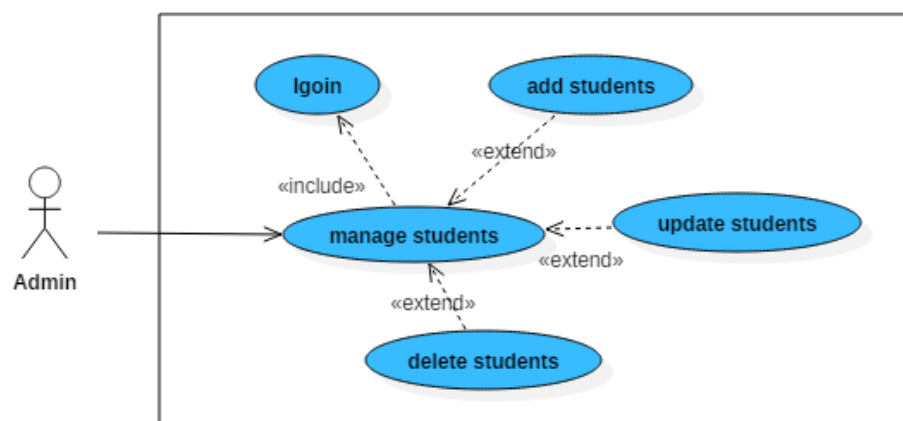 lgoin
add students
«extend»
«include»
update students
manage students
«extend»
Admin
«extend»
delete students